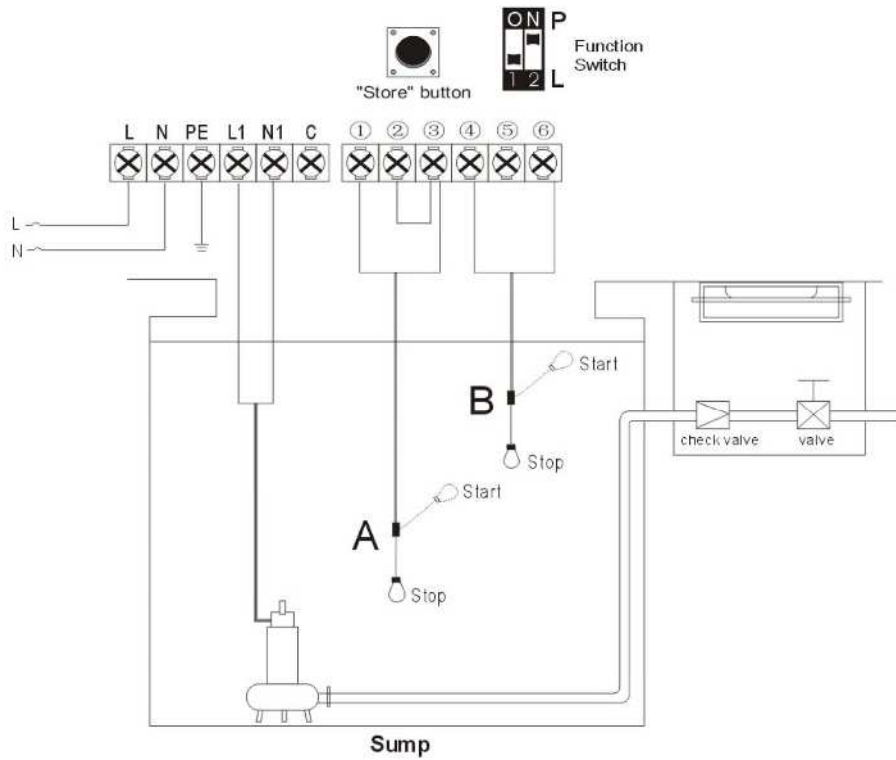 ON P
Function
Switch
1 2 L
"Store" button
L N PE L1 N1 C ① ② ③ ④ ⑤ ⑥
L
N
Start
B
Stop
check valve valve
Start
A
Stop
Sump